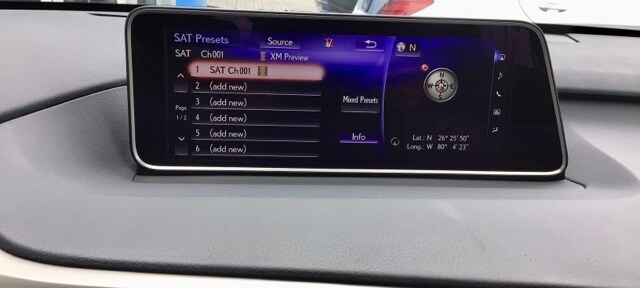 SAT Presets
Source
SAT Ch001
XM Preview
1 SAT Ch001
2 (add new)
3 (add new)
4 (add new)
5 (add new)
6 (add new)
Page
1/2
Mixed Presets
Info
N
N
W E
S
Lat.: N 26°25'50"
Long.: W 80° 4'23"